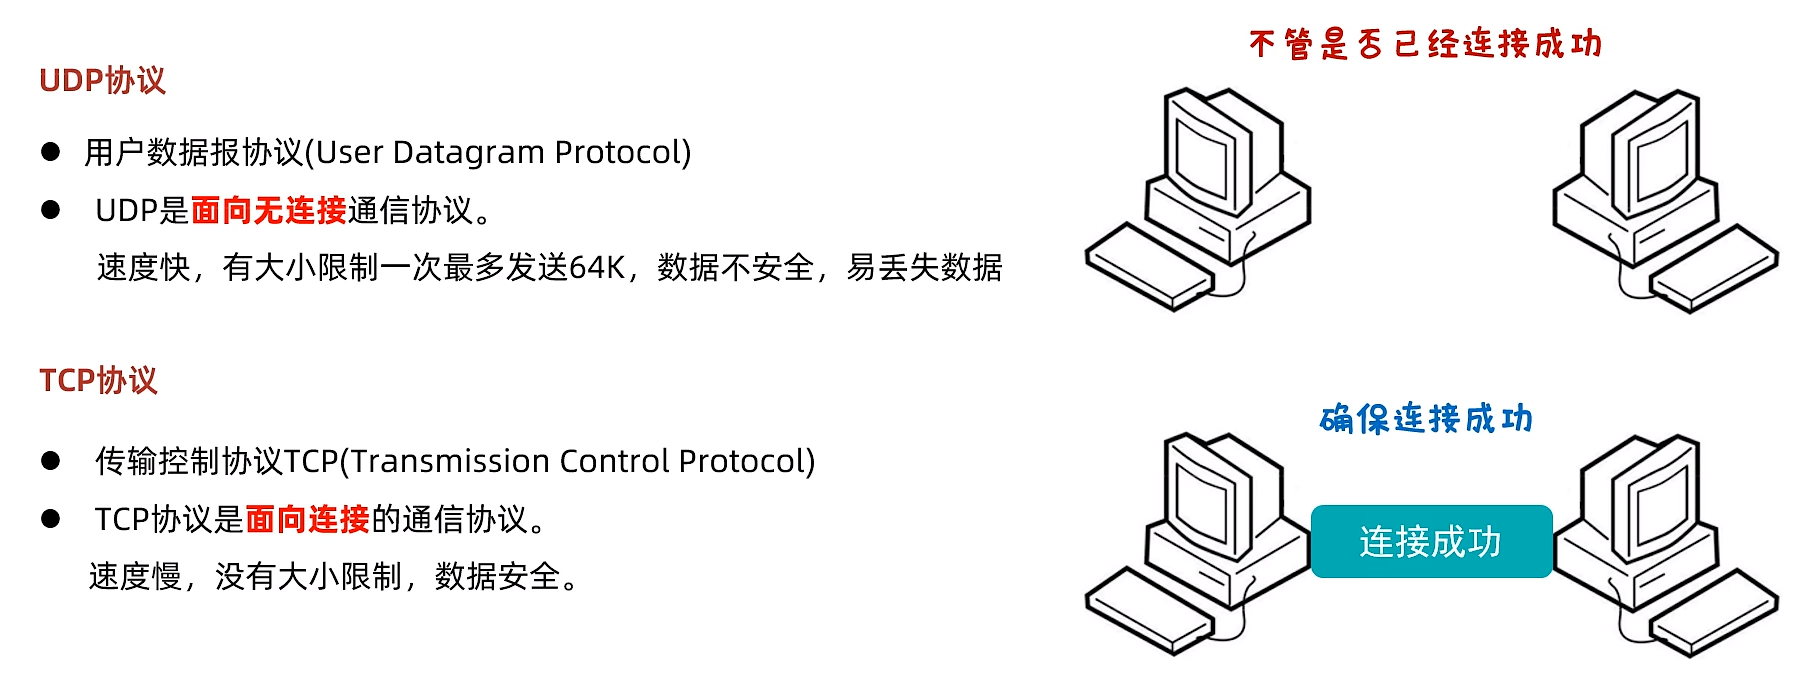 不管是否已经连接成功
UDP协议
用户数据报协议(User Datagram Protocol)
UDP是面向无连接通信协议。
速度快，有大小限制一次最多发送64K，数据不安全，易丢失数据
TCP协议
确保连接成功
传输控制协议TCP(Transmission Control Protocol)
TCP协议是面向连接的通信协议。
连接成功
速度慢，没有大小限制，数据安全。